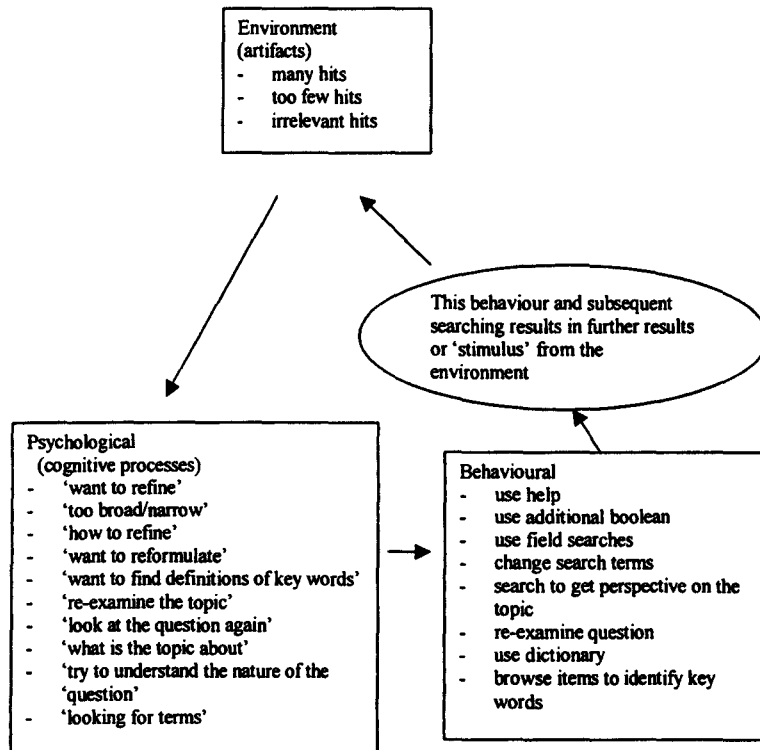 Environment
(artifacts)
- many hits
- too few hits
- irrelevant hits
This behaviour and subsequent
searching results in further results
or ‘stimulus’ from the
environment
Psychological
(cognitive processes)
- ‘want to refine’
- ‘too broad/narrow’
- ‘how to refine’
- ‘want to reformulate’
- ‘want to find definitions of key words’
- ‘re-examine the topic’
- ‘look at the question again’
- ‘what is the topic about’
- ‘try to understand the nature of the
‘question’
- ‘looking for terms’
Behavioural
- use help
- use additional boolean
- use field searches
- change search terms
- search to get perspective on the
topic
- re-examine question
- use dictionary
- browse items to identify key
words